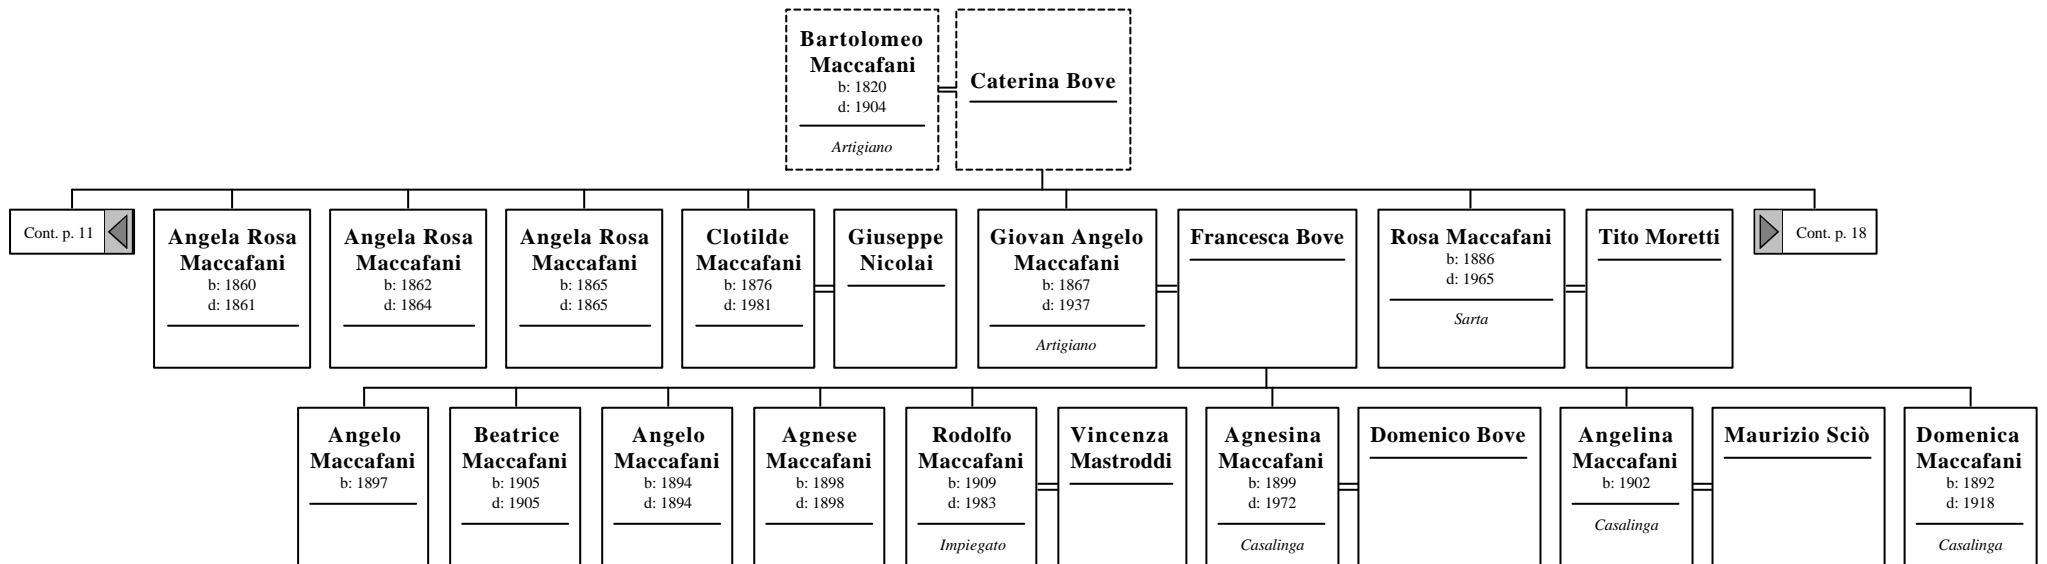 Bartolomeo
Maccafani
b: 1820
d: 1904
Artigiano
Caterina Bove
Cont. p. 11
Angela Rosa
Maccafani
b: 1860
d: 1861
Angela Rosa
Maccafani
b: 1862
d: 1864
Angela Rosa
Maccafani
b: 1865
d: 1865
Clotilde
Maccafani
b: 1876
d: 1981
Giuseppe
Nicolai
Giovan Angelo
Maccafani
b: 1867
d: 1937
Artigiano
Francesca Bove
Rosa Maccafani
b: 1886
d: 1965
Sarta
Tito Moretti
Cont. p. 18
Angelo
Maccafani
b: 1897
Beatrice
Maccafani
b: 1905
d: 1905
Angelo
Maccafani
b: 1894
d: 1894
Agnese
Maccafani
b: 1898
d: 1898
Rodolfo
Maccafani
b: 1909
d: 1983
Impiegato
Vincenza
Mastroddi
Agnesina
Maccafani
b: 1899
d: 1972
Casalinga
Domenico Bove
Angelina
Maccafani
b: 1902
Casalinga
Maurizio Sciò
Domenica
Maccafani
b: 1892
d: 1918
Casalinga